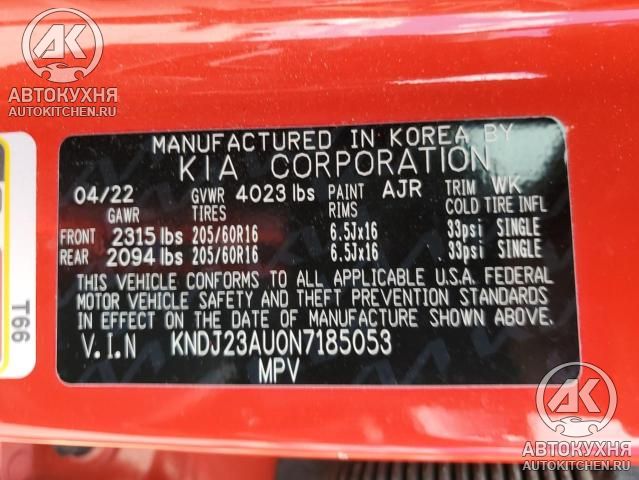 АВТОКУХНЯ
AUTOKITCHEN.RU
АВТОКУХНЯ
AUTOKITCHEN.RU
T66
MANUFACTURED IN KOREA BY
KIA CORPORATION
04/22 GVWR 4023 lbs PAINT AJR TRIM WK
GAWR TIRES RIMS COLD TIRE INFL
FRONT 2315 lbs 205/60R16 6.5Jx16 33psi SINGLE
REAR 2094 lbs 205/60R16 6.5Jx16 33psi SINGLE
THIS VEHICLE CONFORMS TO ALL APPLICABLE U.S.A. FEDERAL
MOTOR VEHICLE SAFETY AND THEFT PREVENTION STANDARDS
IN EFFECT ON THE DATE OF MANUFACTURE SHOWN ABOVE.
V.I.N KNDJ23AU0N7185053
MPV
АВТОКУХНЯ
AUTOKITCHEN.RU